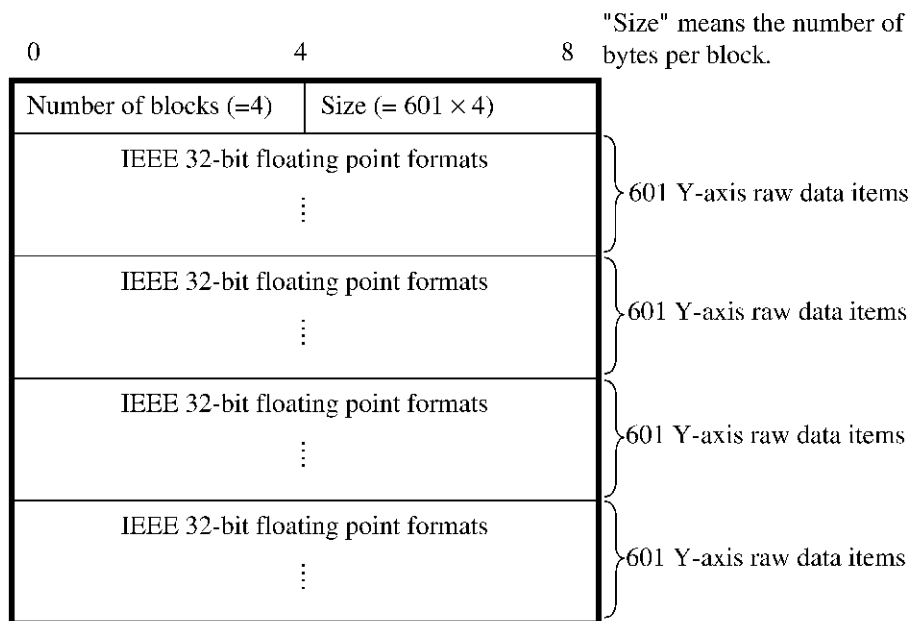 "Size" means the number of
bytes per block.
0 4 8
Number of blocks (=4) Size (= 601 × 4)
IEEE 32-bit floating point formats
601 Y-axis raw data items
IEEE 32-bit floating point formats
601 Y-axis raw data items
IEEE 32-bit floating point formats
601 Y-axis raw data items
IEEE 32-bit floating point formats
601 Y-axis raw data items